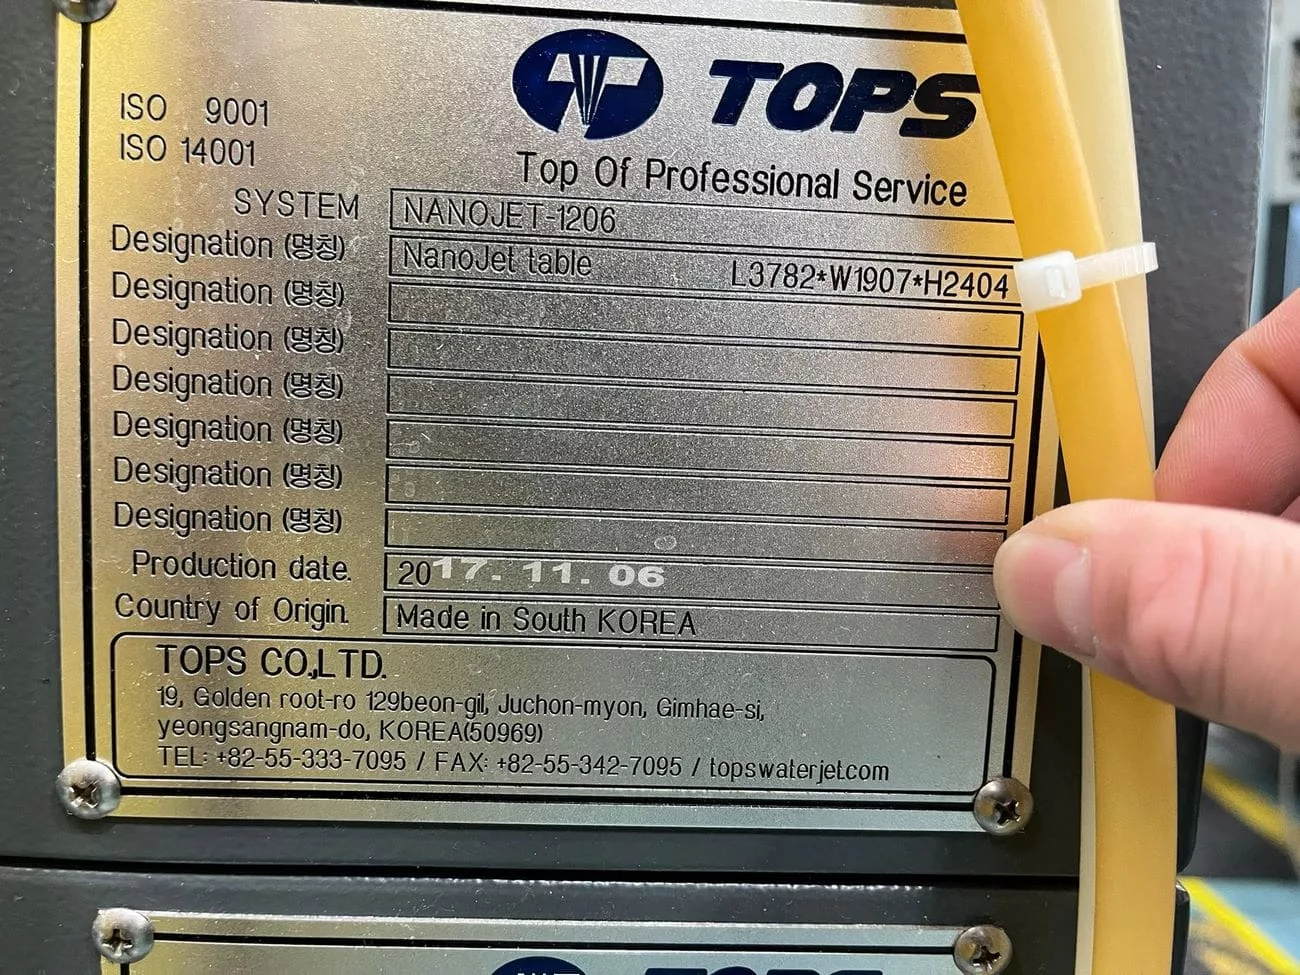 TOPS
Top Of Professional Service
ISO 9001
ISO 14001
SYSTEM NANOJET-1206
Designation (명칭) NanoJet table L3782*W1907*H2404
Designation (명칭)
Designation (명칭)
Designation (명칭)
Designation (명칭)
Designation (명칭)
Designation (명칭)
Production date. 2017. 11. 06
Country of Origin. Made in South KOREA
TOPS CO.,LTD.
19, Golden root-ro 129beon-gil, Juchon-myon, Gimhae-si,
yeongsangnam-do, KOREA(50969)
TEL: +82-55-333-7095 / FAX: +82-55-342-7095 / topswaterjet.com
TOPS